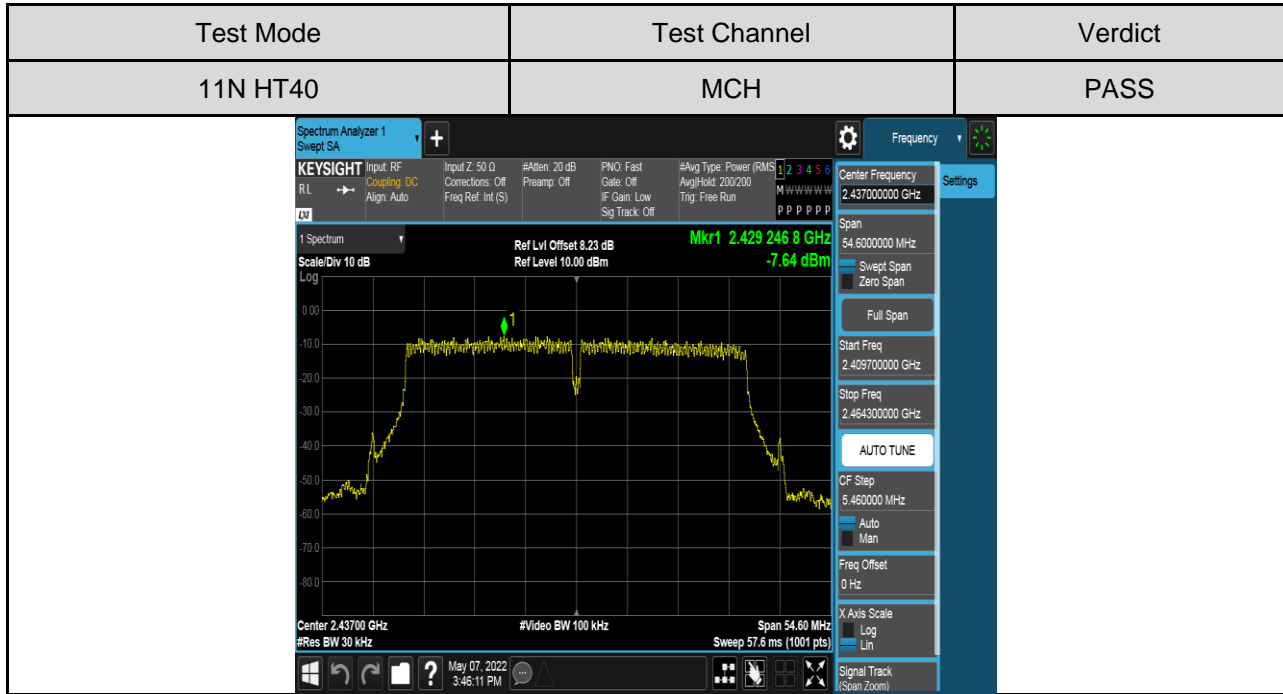 Test Mode Test Channel Verdict
11N HT40 MCH PASS
Spectrum Analyzer 1
Swept SA
+
Frequency
KEYSIGHT
RL
LXI
Input: RF
Coupling: DC
Align: Auto
Input Z: 50 Ω
Corrections: Off
Freq Ref: Int (S)
#Atten: 20 dB
Preamp: Off
PNO: Fast
Gate: Off
IF Gain: Low
Sig Track: Off
#Avg Type: Power (RMS
Avg|Hold: 200/200
Trig: Free Run
1 2 3 4 5 6
M W W W W W
P P P P P P
1 Spectrum
Scale/Div 10 dB
Log
Ref Lvl Offset 8.23 dB
Ref Level 10.00 dBm
Mkr1 2.429 246 8 GHz
-7.64 dBm
1
0.00
-10.0
-20.0
-30.0
-40.0
-50.0
-60.0
-70.0
-80.0
Center 2.43700 GHz
#Res BW 30 kHz
#Video BW 100 kHz
Span 54.60 MHz
Sweep 57.6 ms (1001 pts)
?
May 07, 2022
3:46:11 PM
Center Frequency
2.437000000 GHz
Settings
Span
54.6000000 MHz
Swept Span
Zero Span
Full Span
Start Freq
2.409700000 GHz
Stop Freq
2.464300000 GHz
AUTO TUNE
CF Step
5.460000 MHz
Auto
Man
Freq Offset
0 Hz
X Axis Scale
Log
Lin
Signal Track
(Span Zoom)